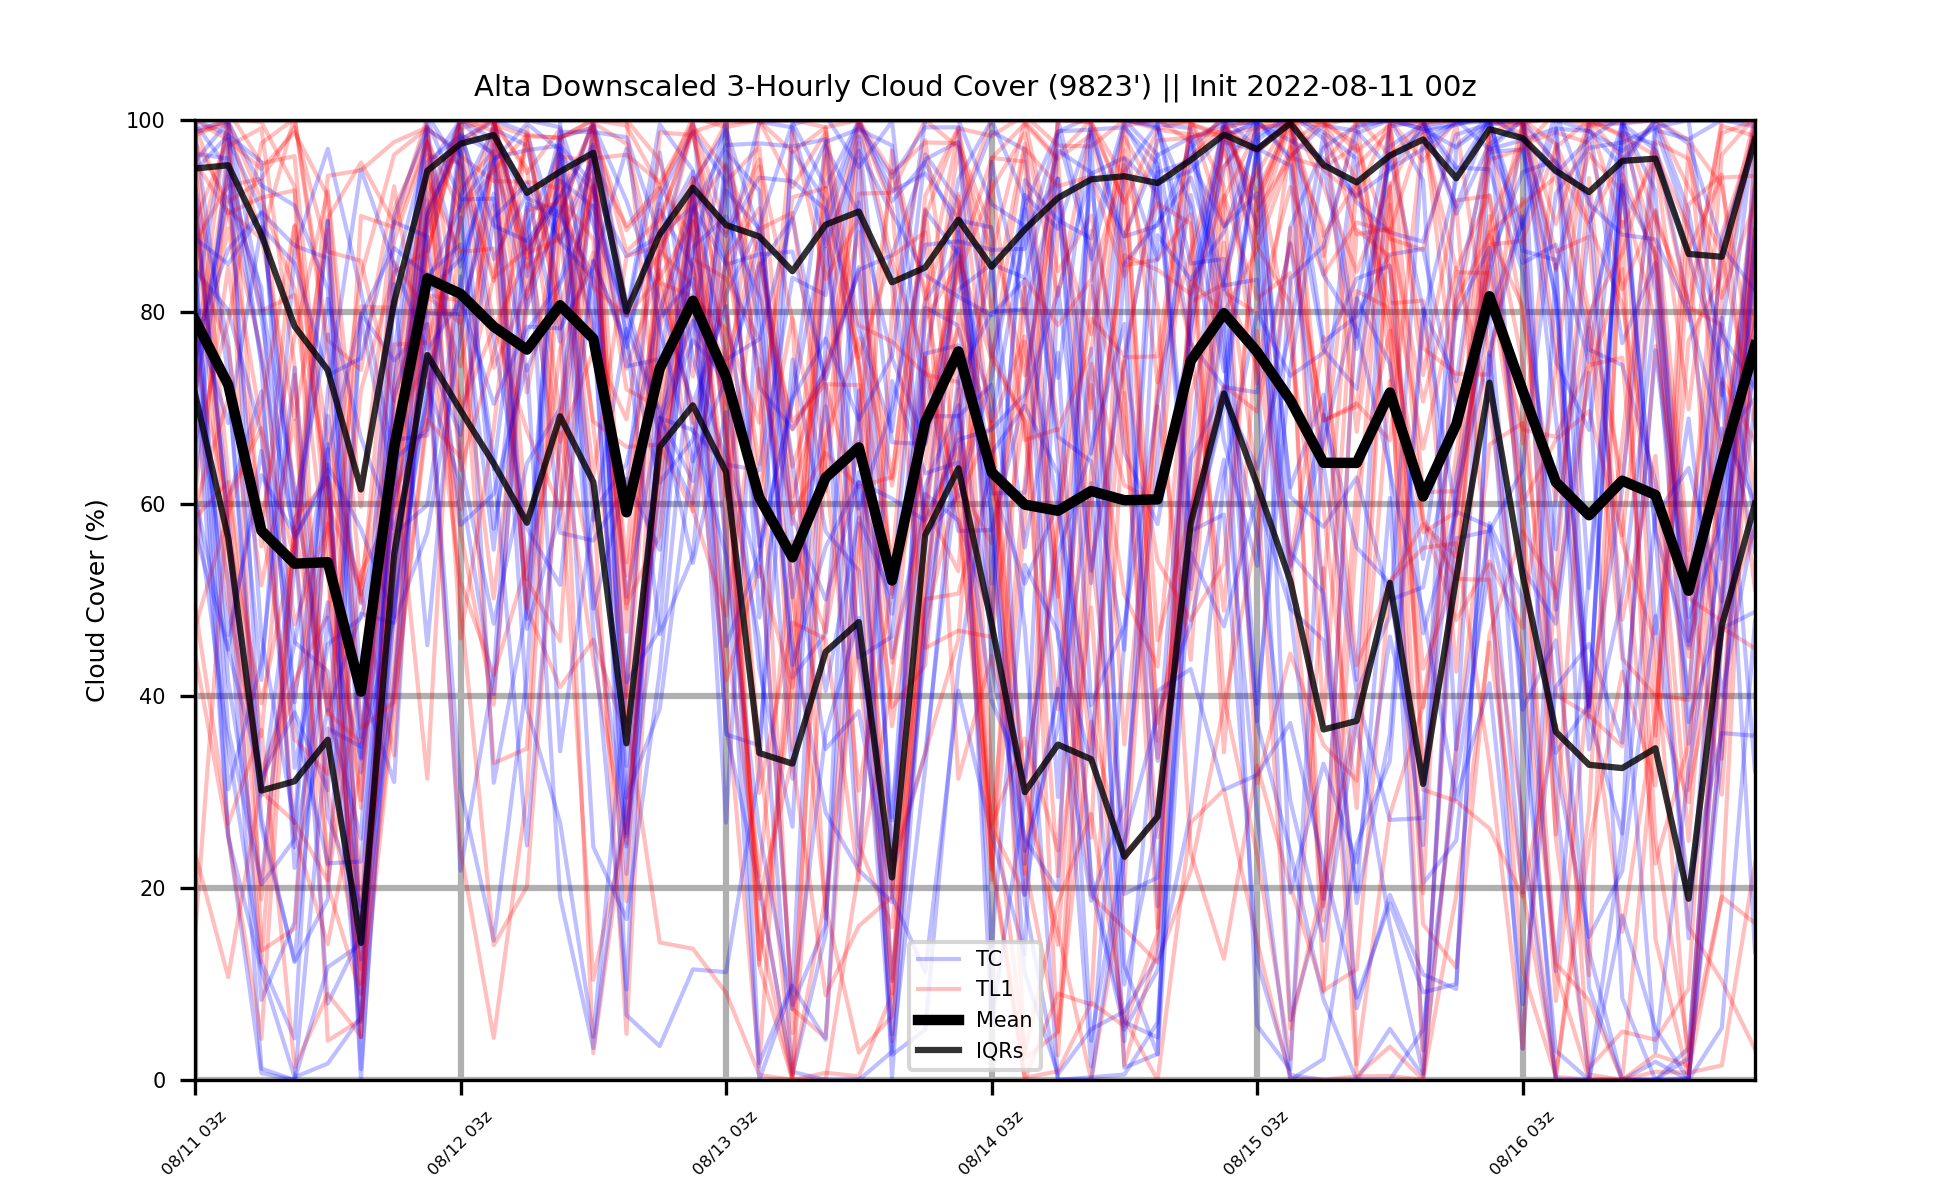 Alta Downscaled 3-Hourly Cloud Cover (9823') || Init 2022-08-11 00z
Cloud Cover (%)
100
80
60
40
20
0
TC
TL1
Mean
IQRs
08/11 03z
08/12 03z
08/13 03z
08/14 03z
08/15 03z
08/16 03z